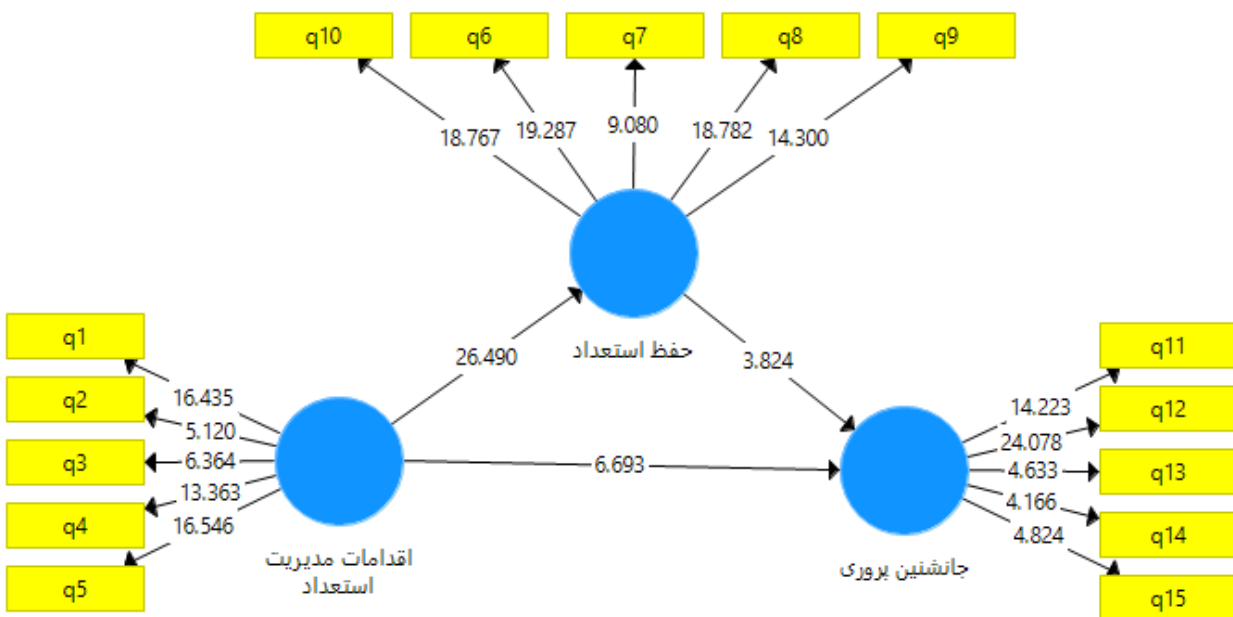 q10
q6
q7
q8
q9
18.767
19.287
9.080
18.782
14.300
حفظ استعداد
26.490
3.824
q1
q2
q3
q4
q5
16.435
5.120
6.364
13.363
16.546
اقدامات مدیریت
استعداد
6.693
جانشنین پروری
14.223
24.078
4.633
4.166
4.824
q11
q12
q13
q14
q15